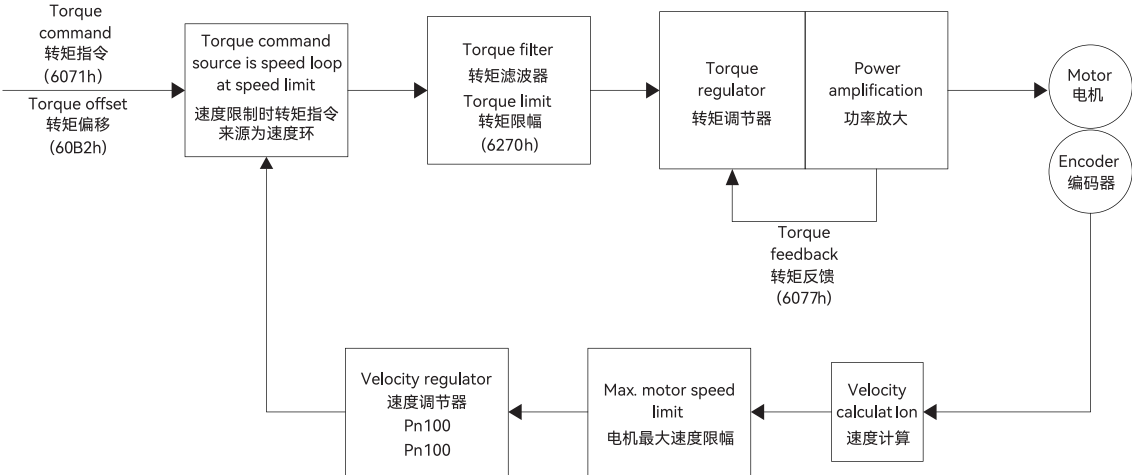 Torque
command
转矩指令
(6071h)
Torque offset
转矩偏移
(60B2h)
Torque command
source is speed loop
at speed limit
速度限制时转矩指令
来源为速度环
Torque filter
转矩滤波器
Torque limit
转矩限幅
(6270h)
Torque
regulator
转矩调节器
Power
amplification
功率放大
Motor
电机
Encoder
编码器
Torque
feedback
转矩反馈
(6077h)
Velocity regulator
速度调节器
Pn100
Pn100
Max. motor speed
limit
电机最大速度限幅
Velocity
calculatIon
速度计算